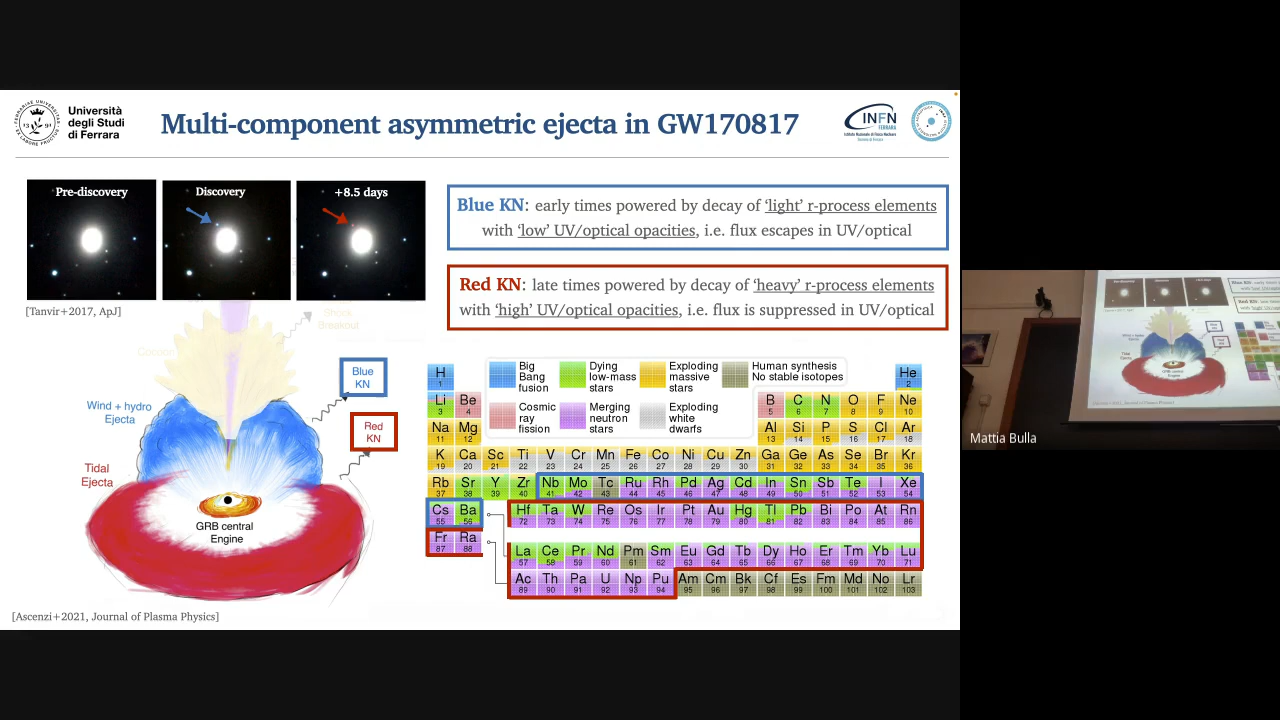 Università
degli Studi
di Ferrara
Multi-component asymmetric ejecta in GW170817
INFN
FERRARA
Istituto Nazionale di Fisica Nucleare
Pre-discovery
Discovery
+8.5 days
[Tanvir+2017, ApJ]
Blue KN: early times powered by decay of ‘light’ r-process elements
with ‘low’ UV/optical opacities, i.e. flux escapes in UV/optical
Red KN: late times powered by decay of ‘heavy’ r-process elements
with ‘high’ UV/optical opacities, i.e. flux is suppressed in UV/optical
Shock
Breakout
Cocoon
Blue
KN
Wind + hydro
Ejecta
Red
KN
Tidal
Ejecta
GRB central
Engine
[Ascenzi+2021, Journal of Plasma Physics]
Big
Bang
fusion
Dying
low-mass
stars
Exploding
massive
stars
Human synthesis
No stable isotopes
Cosmic
ray
fission
Merging
neutron
stars
Exploding
white
dwarfs
H He
1 2
Li Be B C N O F Ne
3 4 5 6 7 8 9 10
Na Mg Al Si P S Cl Ar
11 12 13 14 15 16 17 18
K Ca Sc Ti V Cr Mn Fe Co Ni Cu Zn Ga Ge As Se Br Kr
19 20 21 22 23 24 25 26 27 28 29 30 31 32 33 34 35 36
Rb Sr Y Zr Nb Mo Tc Ru Rh Pd Ag Cd In Sn Sb Te I Xe
37 38 39 40 41 42 43 44 45 46 47 48 49 50 51 52 53 54
Cs Ba Hf Ta W Re Os Ir Pt Au Hg Tl Pb Bi Po At Rn
55 56 72 73 74 75 76 77 78 79 80 81 82 83 84 85 86
Fr Ra
87 88
La Ce Pr Nd Pm Sm Eu Gd Tb Dy Ho Er Tm Yb Lu
57 58 59 60 61 62 63 64 65 66 67 68 69 70 71
Ac Th Pa U Np Pu Am Cm Bk Cf Es Fm Md No Lr
89 90 91 92 93 94 95 96 97 98 99 100 101 102 103
Mattia Bulla